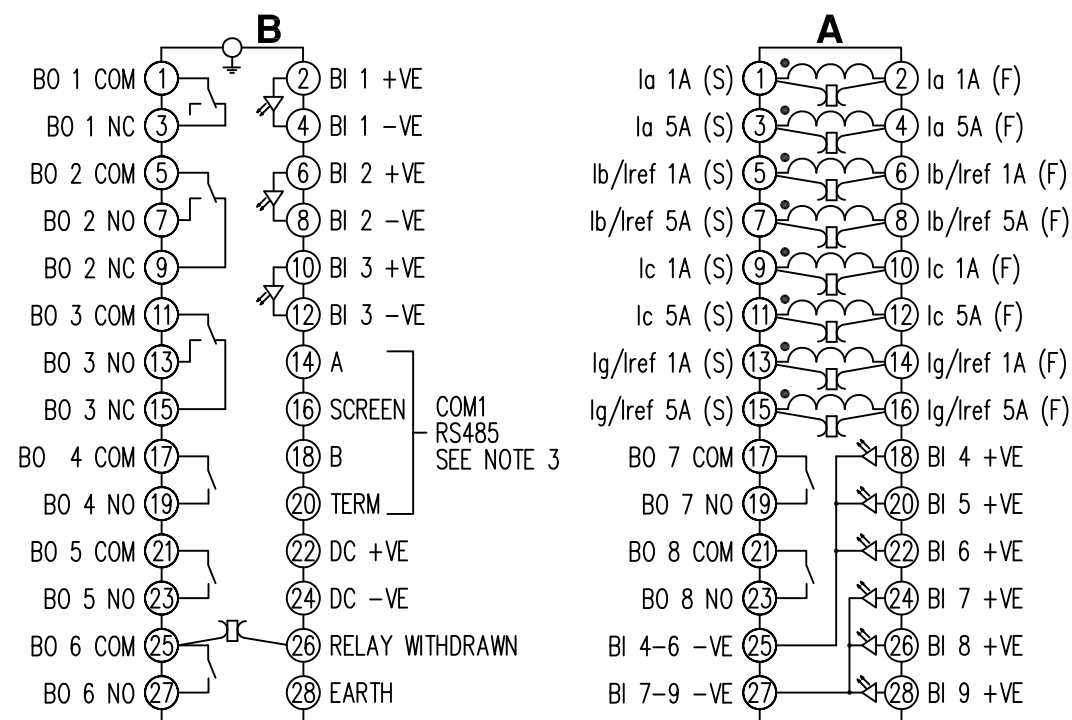 B
BO 1 COM 1 2 BI 1 +VE
BO 1 NC 3 4 BI 1 -VE
BO 2 COM 5 6 BI 2 +VE
BO 2 NO 7 8 BI 2 -VE
BO 2 NC 9 10 BI 3 +VE
BO 3 COM 11 12 BI 3 -VE
BO 3 NO 13 14 A
BO 3 NC 15 16 SCREEN
BO 4 COM 17 18 B
BO 4 NO 19 20 TERM
COM1
RS485
SEE NOTE 3
BO 5 COM 21 22 DC +VE
BO 5 NO 23 24 DC -VE
BO 6 COM 25 26 RELAY WITHDRAWN
BO 6 NO 27 28 EARTH
A
Ia 1A (S) 1 2 Ia 1A (F)
Ia 5A (S) 3 4 Ia 5A (F)
Ib/Iref 1A (S) 5 6 Ib/Iref 1A (F)
Ib/Iref 5A (S) 7 8 Ib/Iref 5A (F)
Ic 1A (S) 9 10 Ic 1A (F)
Ic 5A (S) 11 12 Ic 5A (F)
Ig/Iref 1A (S) 13 14 Ig/Iref 1A (F)
Ig/Iref 5A (S) 15 16 Ig/Iref 5A (F)
BO 7 COM 17 18 BI 4 +VE
BO 7 NO 19 20 BI 5 +VE
BO 8 COM 21 22 BI 6 +VE
BO 8 NO 23 24 BI 7 +VE
BI 4-6 -VE 25 26 BI 8 +VE
BI 7-9 -VE 27 28 BI 9 +VE